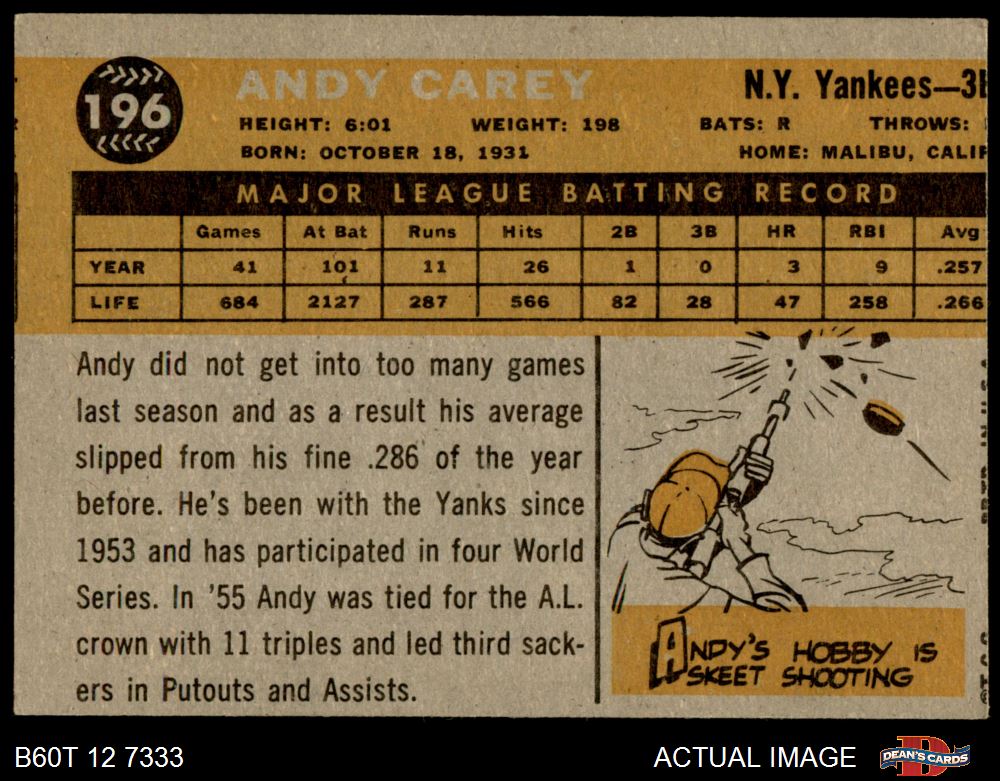 196
ANDY CAREY
N.Y. Yankees—3b
HEIGHT: 6:01 WEIGHT: 198 BATS: R THROWS:
BORN: OCTOBER 18, 1931 HOME: MALIBU, CALIF
MAJOR LEAGUE BATTING RECORD
Games At Bat Runs Hits 2B 3B HR RBI Avg
YEAR 41 101 11 26 1 0 3 9 .257
LIFE 684 2127 287 566 82 28 47 258 .266
Andy did not get into too many games
last season and as a result his average
slipped from his fine .286 of the year
before. He's been with the Yanks since
1953 and has participated in four World
Series. In '55 Andy was tied for the A.L.
crown with 11 triples and led third sack-
ers in Putouts and Assists.
ANDY'S HOBBY IS
SKEET SHOOTING
B60T 12 7333
ACTUAL IMAGE
DEAN'S CARDS